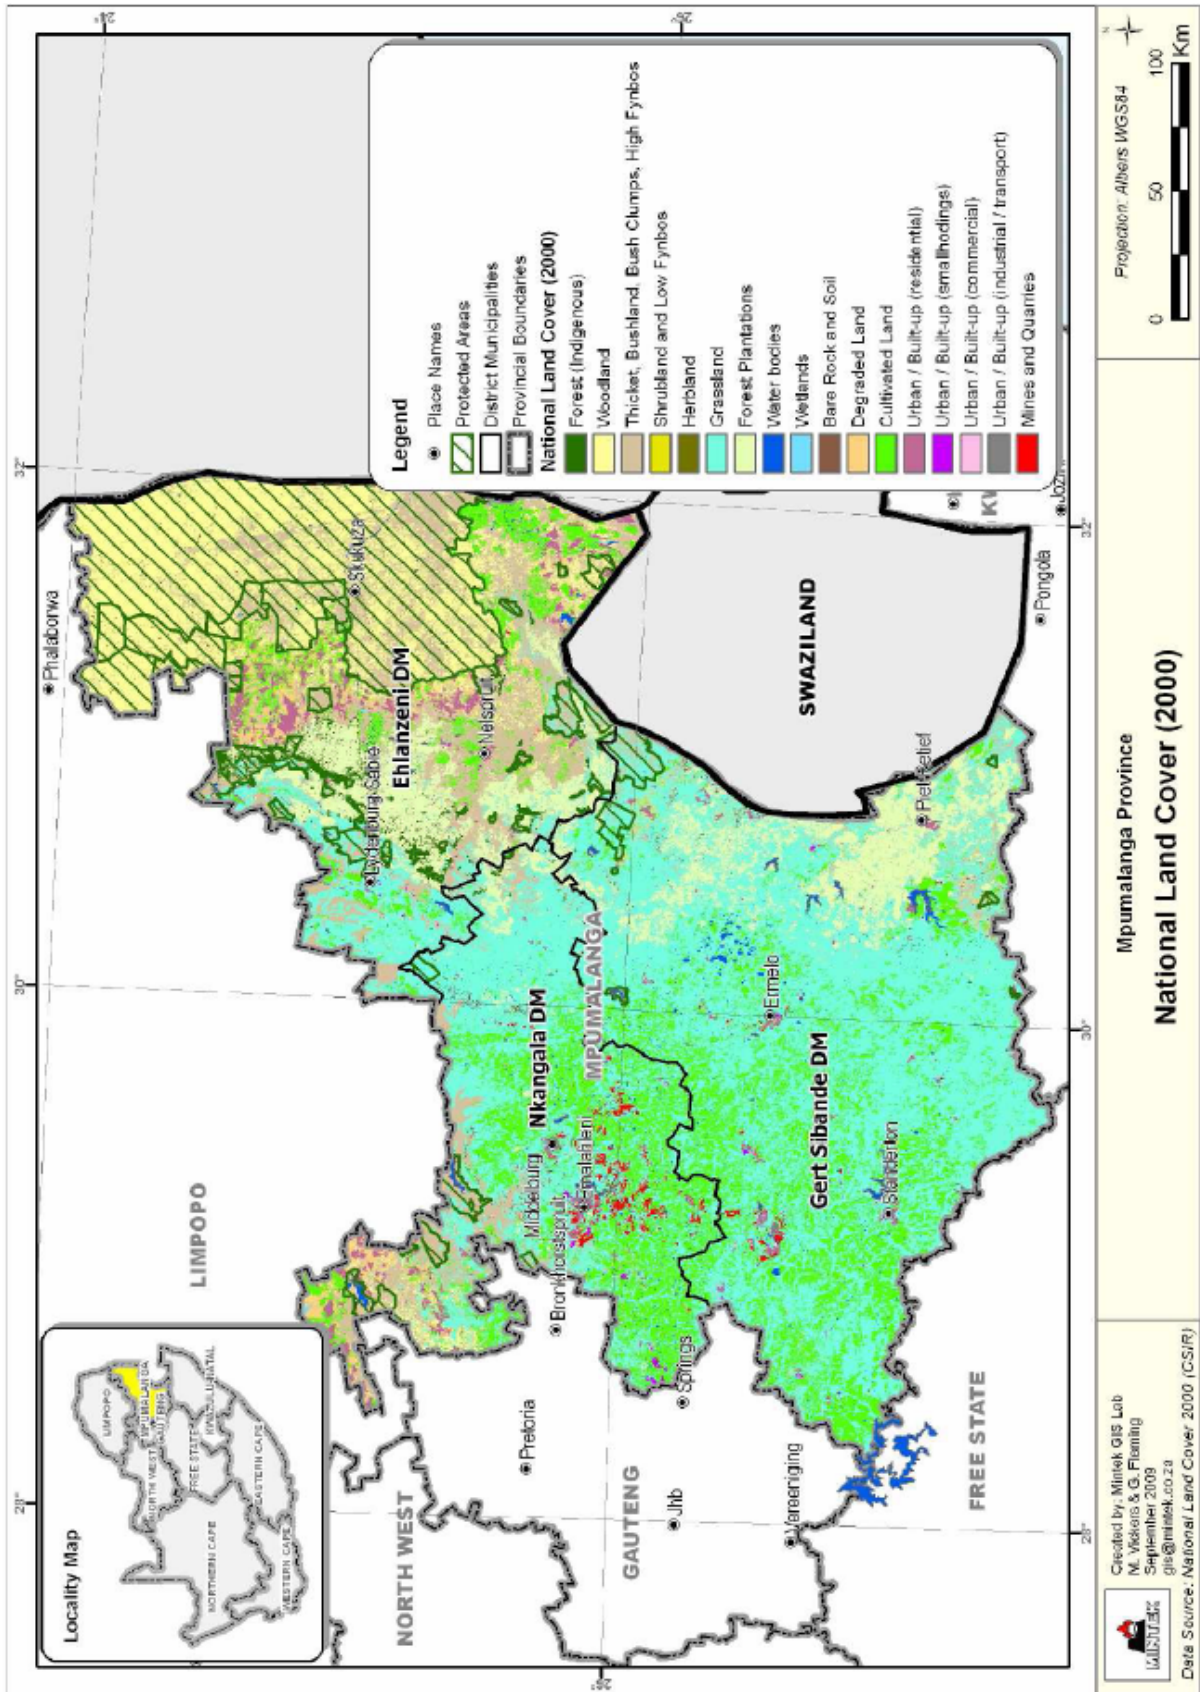 Locality Map
LIMPOPO
MPUMALANGA
GAUTENG
NORTH WEST
FREE STATE
KWAZULU-NATAL
NORTHERN CAPE
EASTERN CAPE
WESTERN CAPE
LIMPOPO
NORTH WEST
GAUTENG
FREE STATE
MPUMALANGA
SWAZILAND
Ehlanzeni DM
Nkangala DM
Gert Sibande DM
Phalaborwa
Skukuza
Sabie
Lydenburg
Nelspruit
Middelburg
Emalahleni
Bronkhorstspruit
Pretoria
Jhb
Springs
Vereeniging
Ermelo
Standerton
Piet Retief
Pongola
30°
32°
28°
30°
32°
Legend
Place Names
Protected Areas
District Municipalities
Provincial Boundaries
National Land Cover (2000)
Forest (Indigenous)
Woodland
Thicket, Bushland, Bush Clumps, High Fynbos
Shrubland and Low Fynbos
Herbland
Grassland
Forest Plantations
Water bodies
Wetlands
Bare Rock and Soil
Degraded Land
Cultivated Land
Urban / Built-up (residential)
Urban / Built-up (smallhodings)
Urban / Built-up (commercial)
Urban / Built-up (industrial / transport)
Mines and Quarries
MINTEK
Created by: Mintek GIS Lab
M. Vickers & G. Fleming
September 2009
gis@mintek.co.za
Data Source: National Land Cover 2000 (CSIR)
Mpumalanga Province
National Land Cover (2000)
Projection: Albers WGS84
N
0 50 100
Km